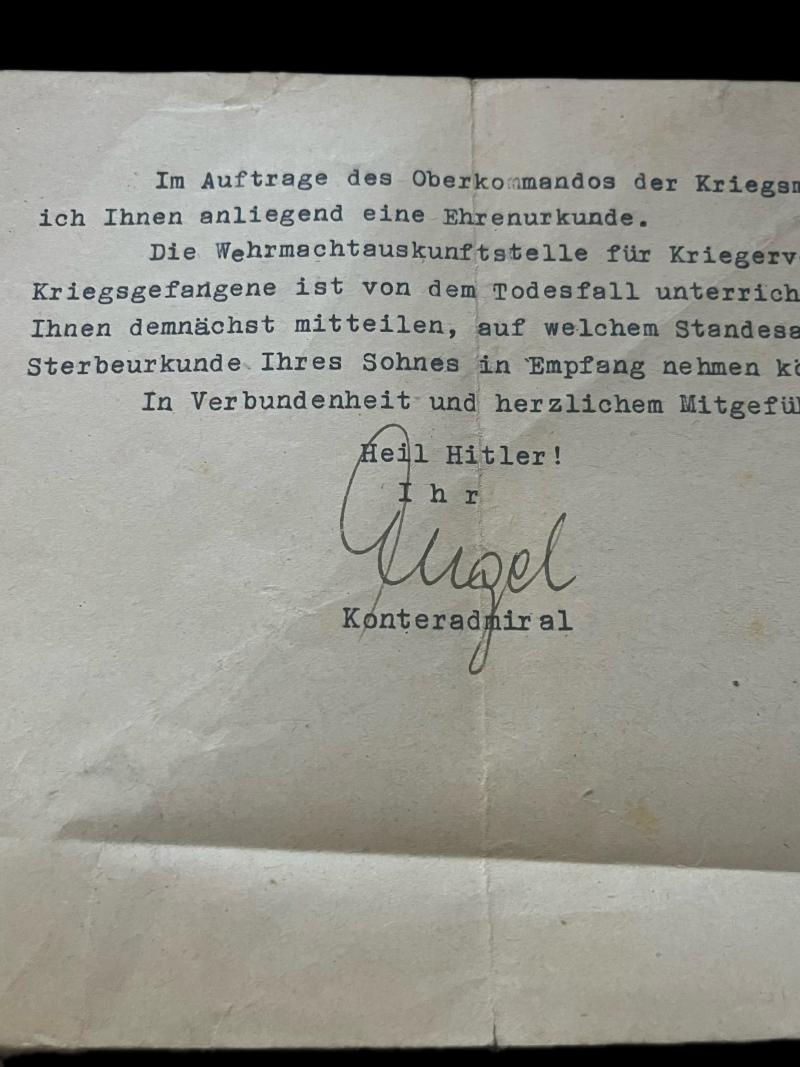 Im Auftrage des Oberkommandos der Kriegsm
ich Ihnen anliegend eine Ehrenurkunde.
Die Wehrmachtauskunftstelle für Kriegerv
Kriegsgefangene ist von dem Todesfall unterrich
Ihnen demnächst mitteilen, auf welchem Standesa
Sterbeurkunde Ihres Sohnes in Empfang nehmen kö
In Verbundenheit und herzlichem Mitgefü
Heil Hitler!
I h r
Engel
Konteradmiral